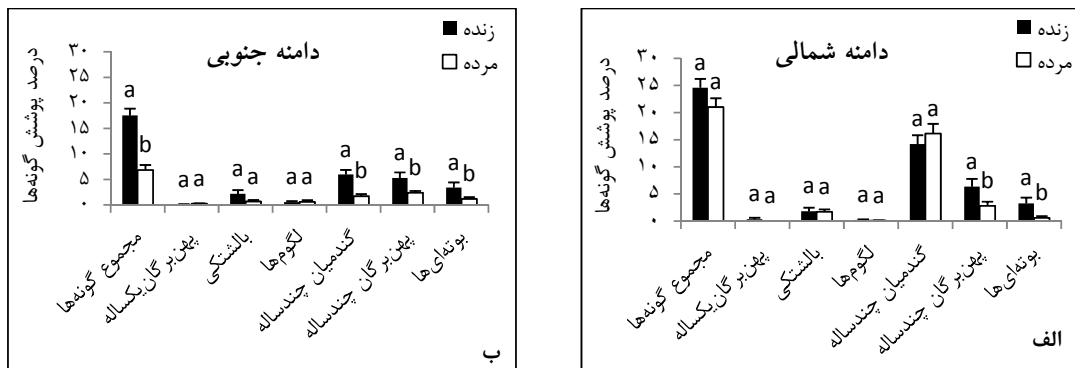 دامنه شمالی
زنده
مرده
درصد پوشش گونه‌ها
۳۰
۲۵
۲۰
۱۵
۱۰
۵
۰
a a
a a
a a
a a
a a
a b
a b
مجموع گونه‌ها
پهن‌برگان‌یکساله
بالشتکی
لگوم‌ها
گندمیان چندساله
پهن‌برگان چندساله
بوته‌ای‌ها
الف
دامنه جنوبی
زنده
مرده
درصد پوشش گونه‌ها
۳۰
۲۵
۲۰
۱۵
۱۰
۵
۰
a b
a a
a a
a a
a b
a b
a b
مجموع گونه‌ها
پهن‌برگان‌یکساله
بالشتکی
لگوم‌ها
گندمیان چندساله
پهن‌برگان چندساله
بوته‌ای‌ها
ب